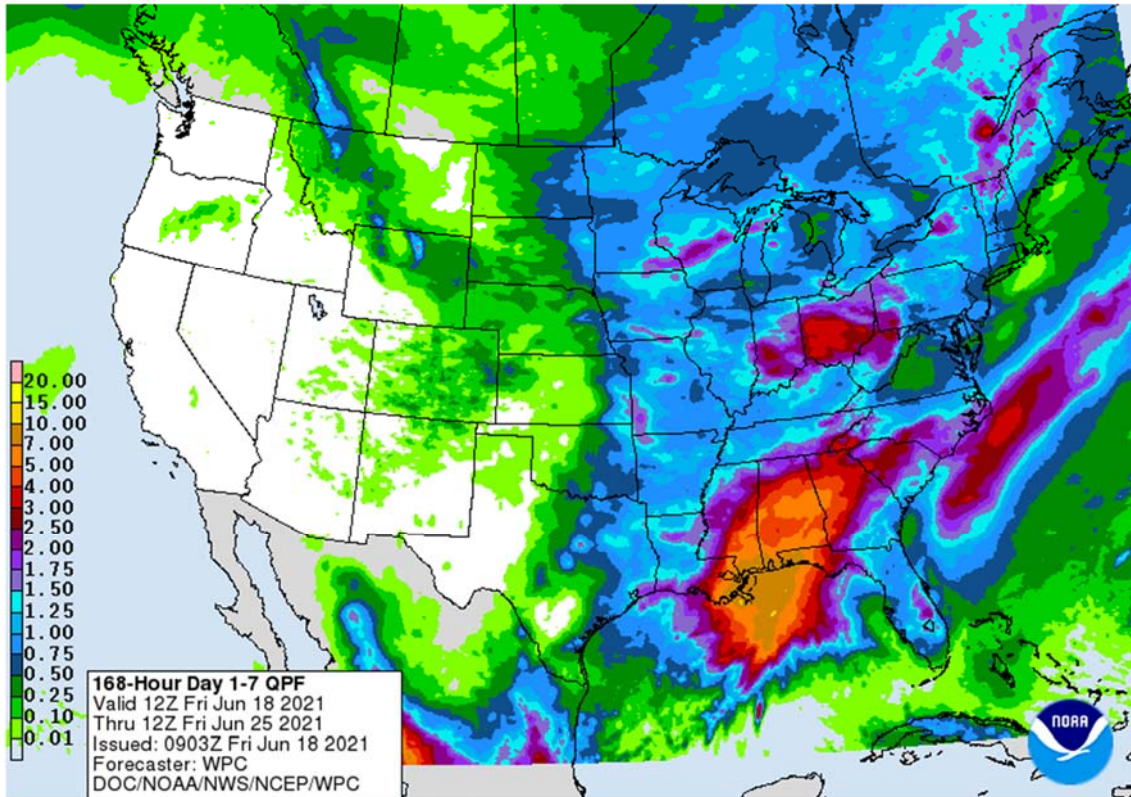 20.00
15.00
10.00
7.00
5.00
4.00
3.00
2.50
2.00
1.75
1.50
1.25
1.00
0.75
0.50
0.25
0.10
0.01
168-Hour Day 1-7 QPF
Valid 12Z Fri Jun 18 2021
Thru 12Z Fri Jun 25 2021
Issued: 0903Z Fri Jun 18 2021
Forecaster: WPC
DOC/NOAA/NWS/NCEP/WPC
NOAA